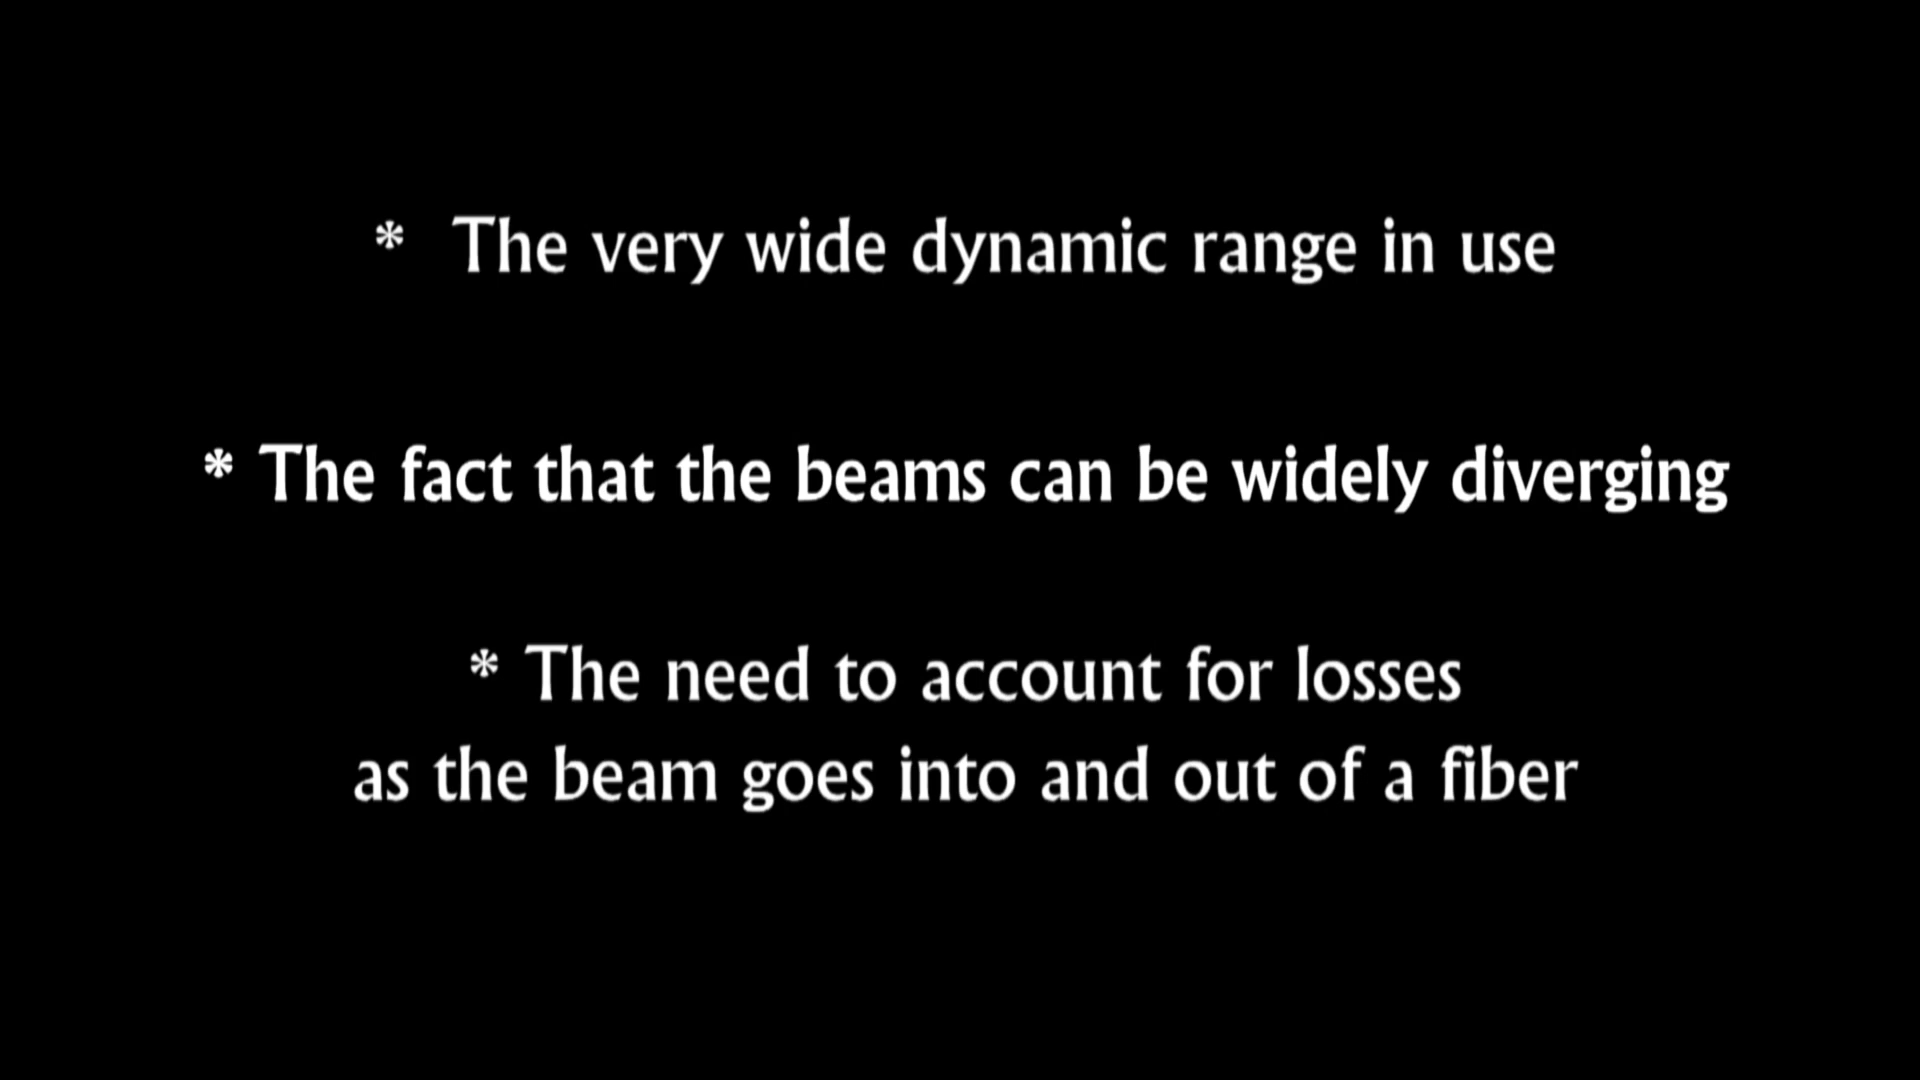 * The very wide dynamic range in use
* The fact that the beams can be widely diverging
* The need to account for losses
as the beam goes into and out of a fiber